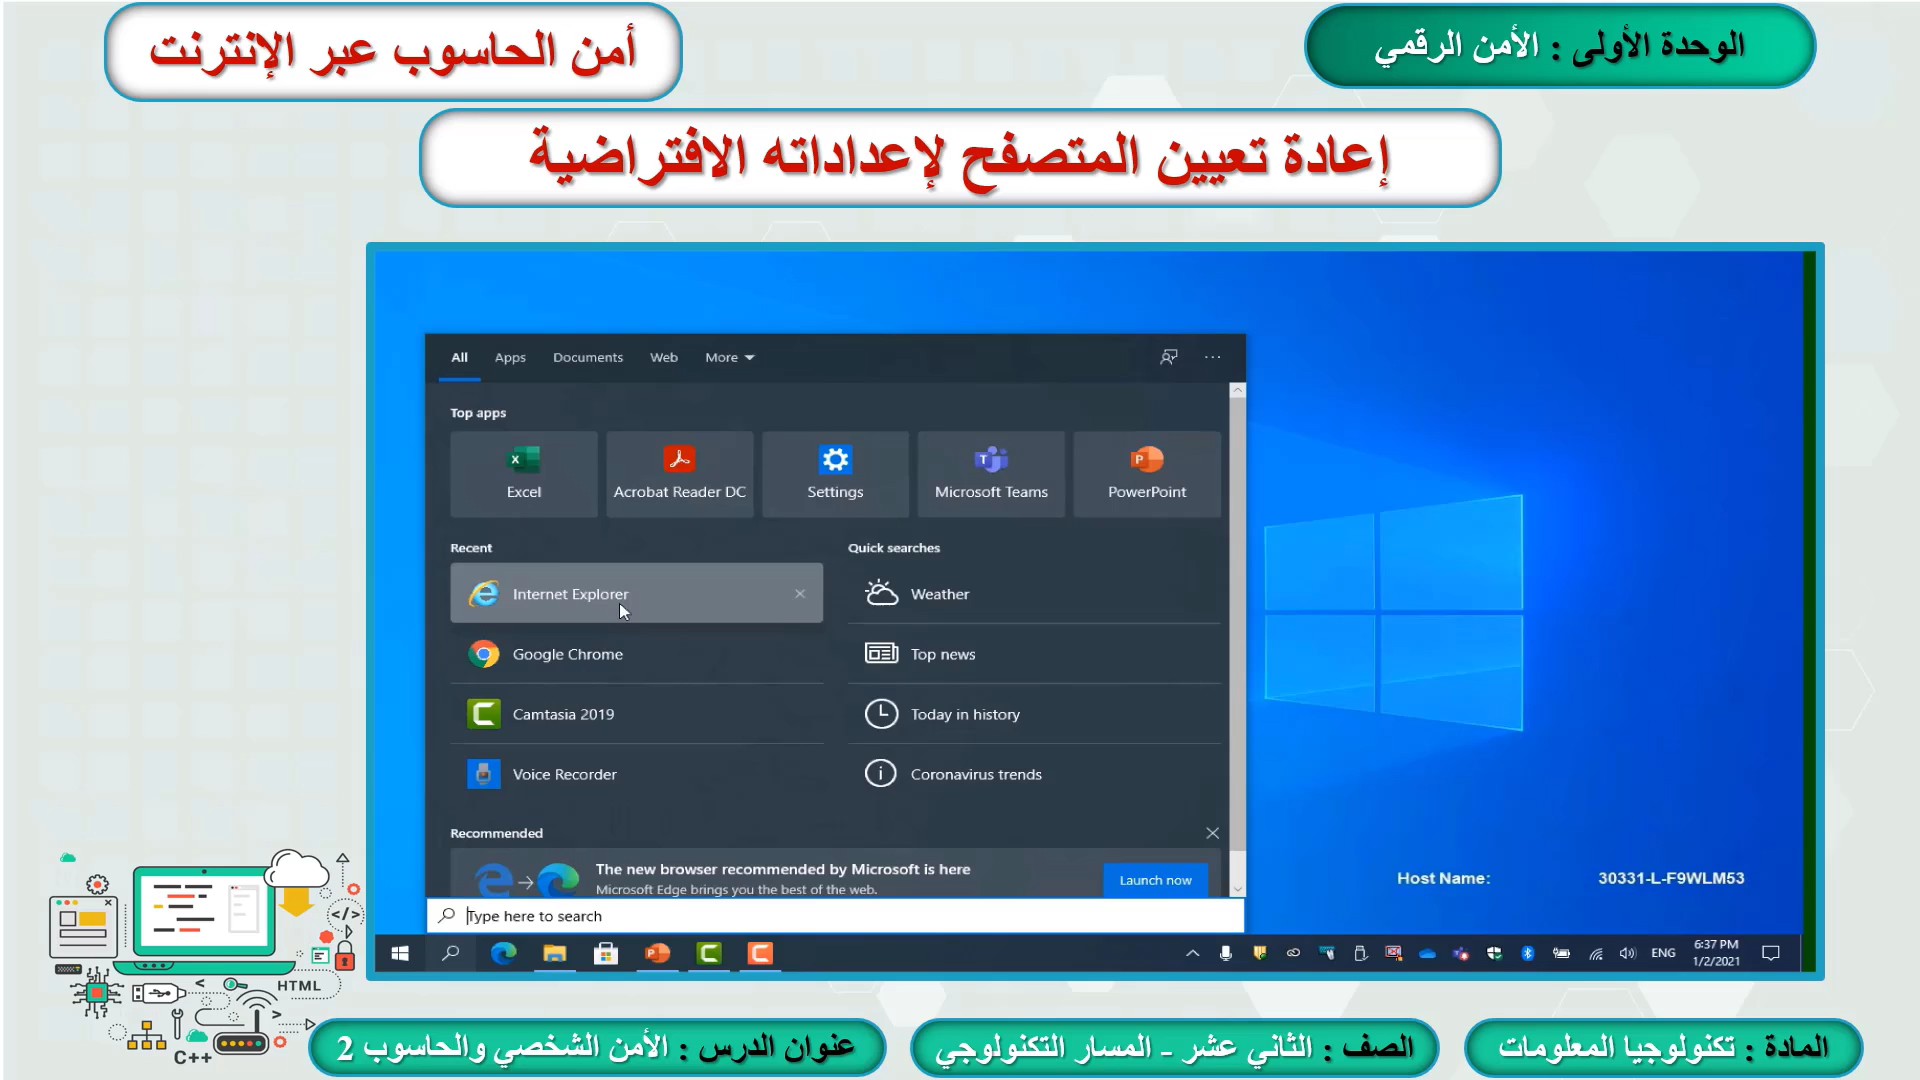 الوحدة الأولى : الأمن الرقمي
أمن الحاسوب عبر الإنترنت
إعادة تعيين المتصفح لإعداداته الافتراضية
All Apps Documents Web More
Top apps
Excel Acrobat Reader DC Settings Microsoft Teams PowerPoint
Recent
Internet Explorer
Google Chrome
Camtasia 2019
Voice Recorder
Quick searches
Weather
Top news
Today in history
Coronavirus trends
Recommended
The new browser recommended by Microsoft is here
Microsoft Edge brings you the best of the web.
Launch now
Type here to search
Host Name: 30331-L-F9WLM53
ENG
6:37 PM
1/2/2021
</>
HTML
C++
المادة : تكنولوجيا المعلومات
الصف : الثاني عشر - المسار التكنولوجي
عنوان الدرس : الأمن الشخصي والحاسوب 2